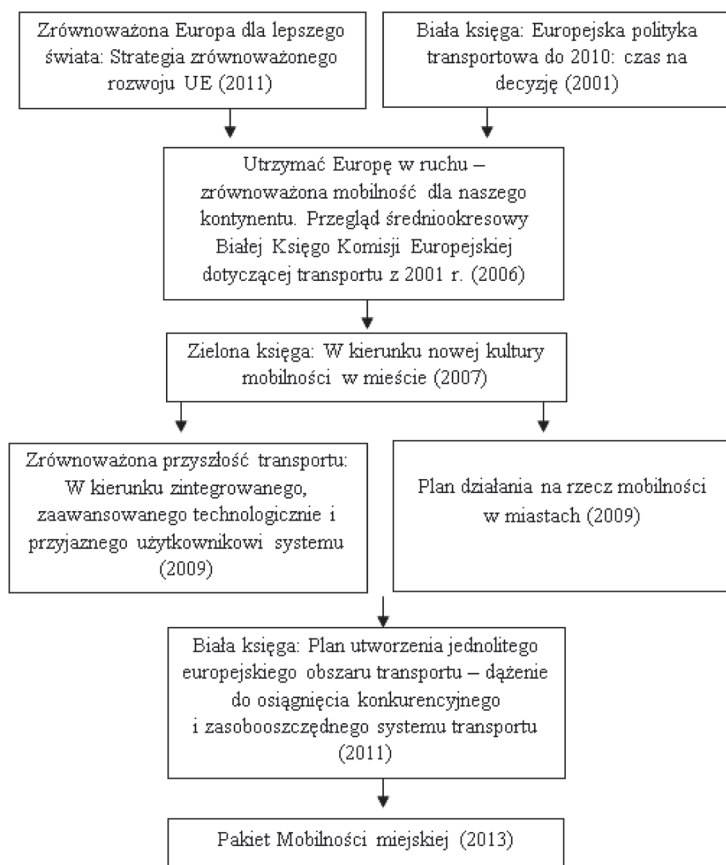 Zrównoważona Europa dla lepszego
świata: Strategia zrównoważonego
rozwoju UE (2011)
Biała księga: Europejska polityka
transportowa do 2010: czas na
decyzję (2001)
Utrzymać Europę w ruchu –
zrównoważona mobilność dla naszego
kontynentu. Przegląd średniookresowy
Białej Księgo Komisji Europejskiej
dotyczącej transportu z 2001 r. (2006)
Zielona księga: W kierunku nowej kultury
mobilności w mieście (2007)
Zrównoważona przyszłość transportu:
W kierunku zintegrowanego,
zaawansowanego technologicznie i
przyjaznego użytkownikowi systemu
(2009)
Plan działania na rzecz mobilności
w miastach (2009)
Biała księga: Plan utworzenia jednolitego
europejskiego obszaru transportu – dążenie
do osiągnięcia konkurencyjnego
i zasobooszczędnego systemu transportu
(2011)
Pakiet Mobilności miejskiej (2013)